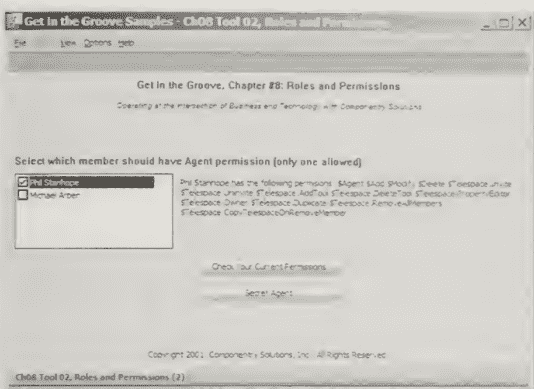 Get in the Groove Samples - Ch08 Tool 02, Roles and Permissions
File View Options Help
Get in the Groove, Chapter #8: Roles and Permissions
Operating at the Intersection of Business and Technology with Componentry Solutions
Select which member should have Agent permission (only one allowed)
Phil Stanhope
Michael Arber
Phil Stanhope has the following permissions: $Agent $Add $Modify $Delete $Telespace.Invite
$Telespace.Uninvite $Telespace.AddTool $Telespace.DeleteTool $Telespace.PropertyEditor
$Telespace.Owner $Telespace.Duplicate $Telespace.RemoveAllMembers
$Telespace.CopyTelespaceOnRemoveMember
Check Your Current Permissions
Secret Agent
Copyright 2001, Componentry Solutions, Inc. All Rights Reserved
Ch08 Tool 02, Roles and Permissions (2)